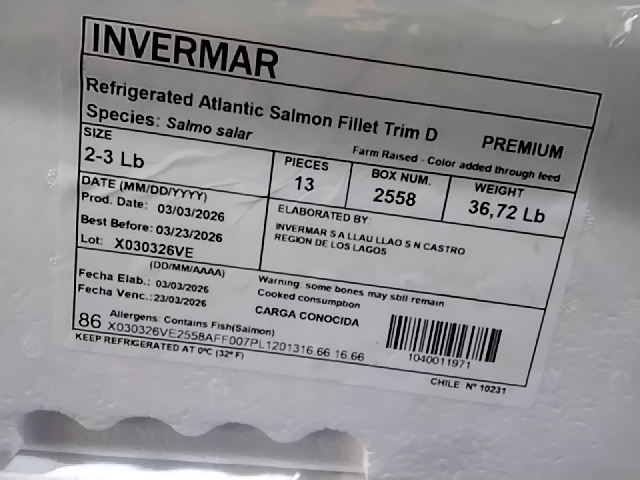 INVERMAR
Refrigerated Atlantic Salmon Fillet Trim D PREMIUM
Species: Salmo salar
Farm Raised - Color added through feed
SIZE
2-3 Lb
PIECES
13
BOX NUM.
2558
WEIGHT
36,72 Lb
DATE (MM/DD/YYYY)
Prod. Date: 03/03/2026
Best Before: 03/23/2026
Lot: X030326VE
ELABORATED BY:
INVERMAR S A LLAU LLAO S N CASTRO
REGION DE LOS LAGOS
(DD/MM/AAAA)
Fecha Elab.: 03/03/2026
Fecha Venc.: 23/03/2026
Warning: some bones may still remain
Cooked consumption
CARGA CONOCIDA
86 Allergens: Contains Fish(Salmon)
X030326VE2558AFF007PL1201316.66 16.66
1040011971
KEEP REFRIGERATED AT 0ºC (32º F)
CHILE Nº 10231